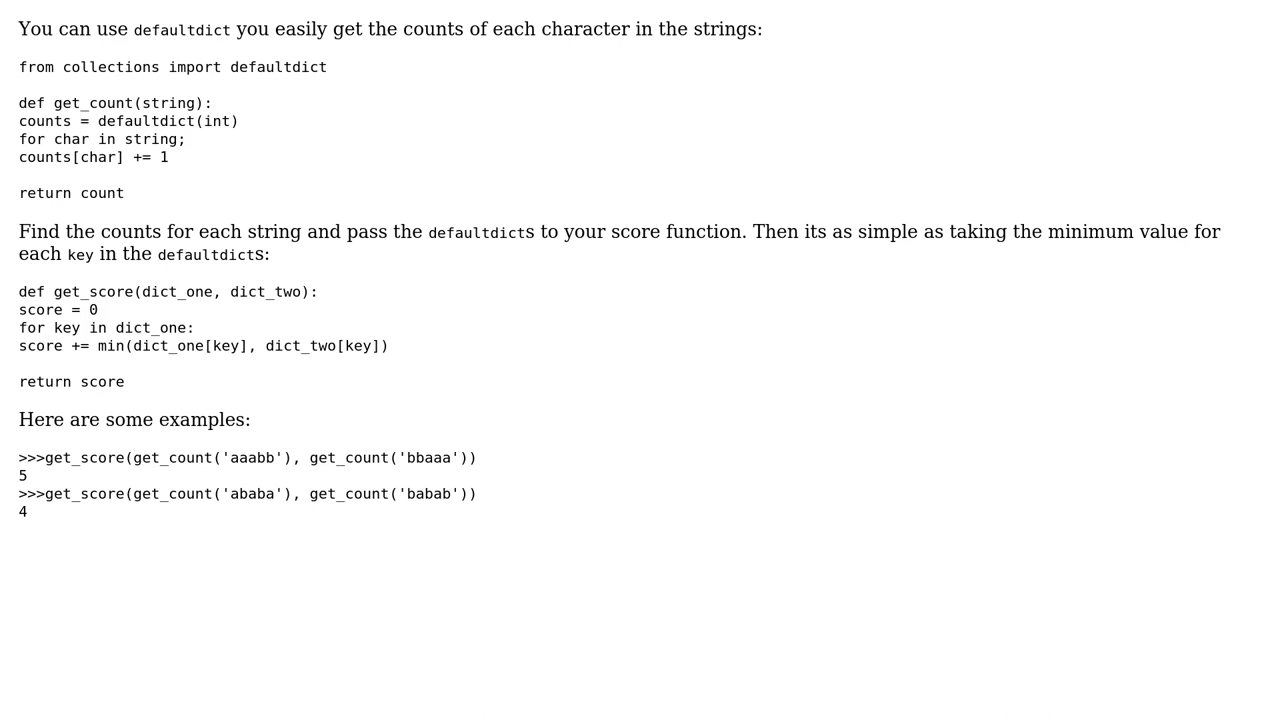 You can use defaultdict you easily get the counts of each character in the strings:
from collections import defaultdict
def get_count(string):
counts = defaultdict(int)
for char in string;
counts[char] += 1
return count
Find the counts for each string and pass the defaultdicts to your score function. Then its as simple as taking the minimum value for
each key in the defaultdicts:
def get_score(dict_one, dict_two):
score = 0
for key in dict_one:
score += min(dict_one[key], dict_two[key])
return score
Here are some examples:
>>>get_score(get_count('aaabb'), get_count('bbaaa'))
5
>>>get_score(get_count('ababa'), get_count('babab'))
4